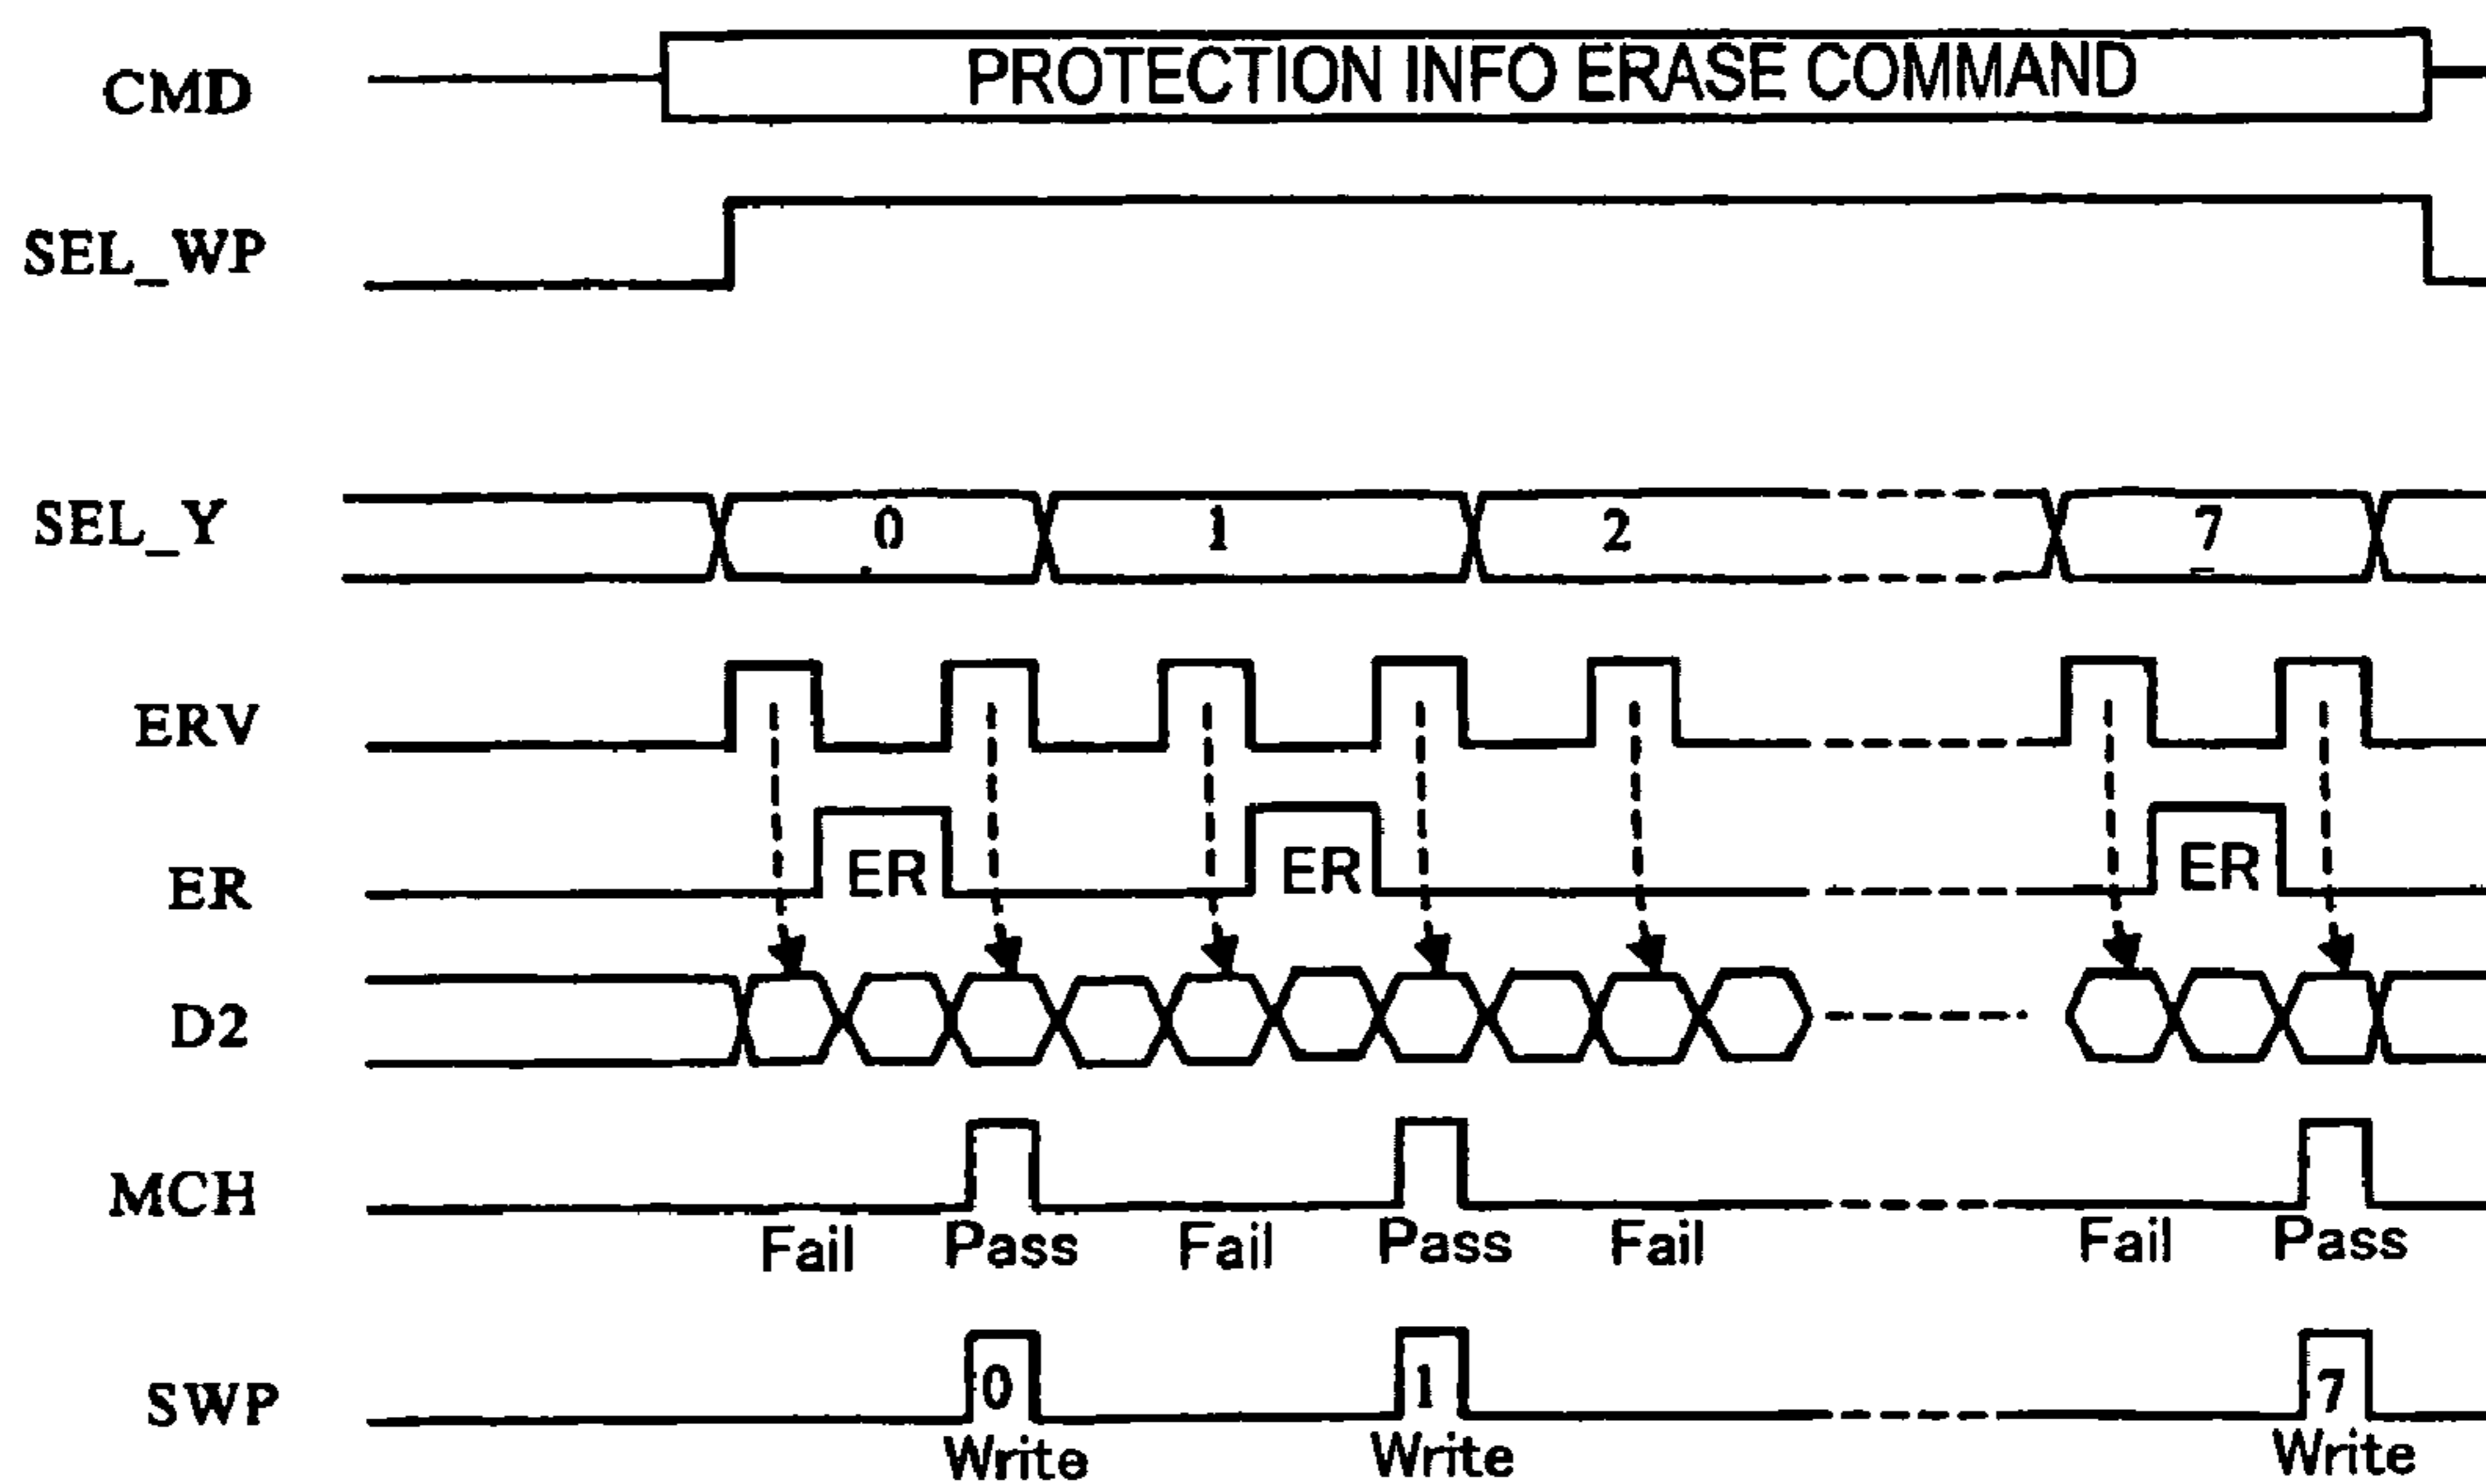 CMD PROTECTION INFO ERASE COMMAND
SEL_WP
SEL_Y 0 1 2 7
ERV
ER ER ER ER
D2
MCH
Fail Pass Fail Pass Fail Fail Pass
SWP 0 1 7
Write Write Write